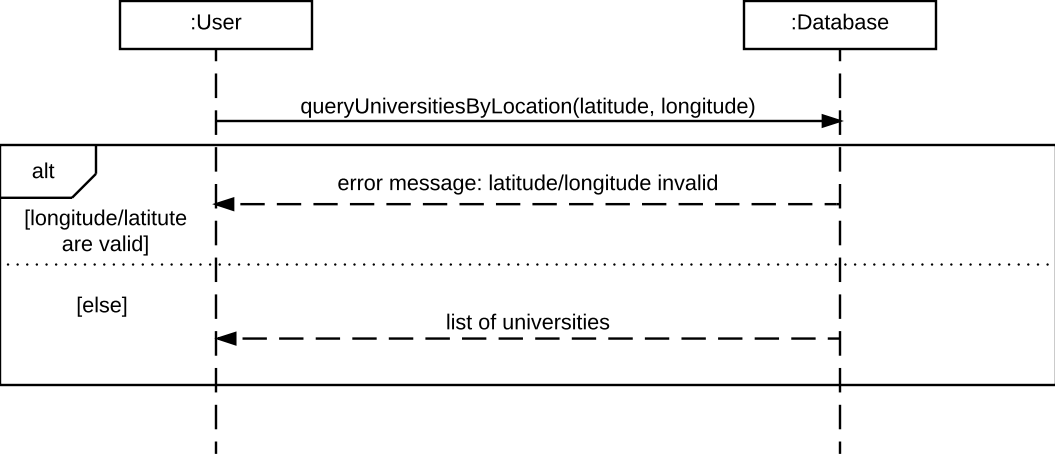 :User
:Database
queryUniversitiesByLocation(latitude, longitude)
alt
error message: latitude/longitude invalid
[longitude/latitute
are valid]
[else]
list of universities